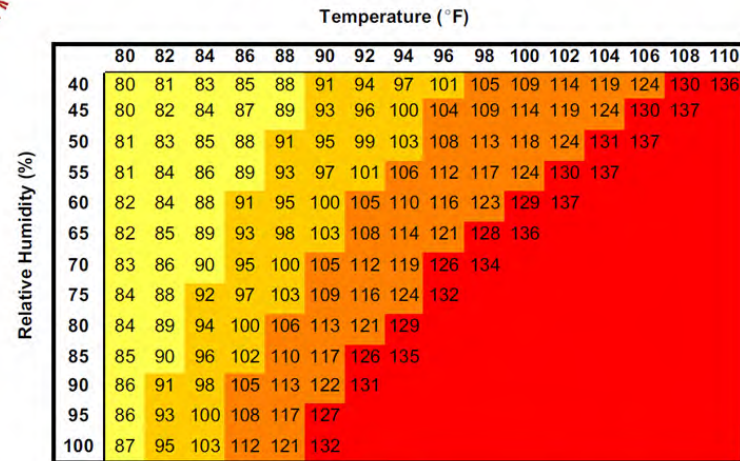 Temperature (°F)
80 82 84 86 88 90 92 94 96 98 100 102 104 106 108 110
Relative Humidity (%)
40 80 81 83 85 88 91 94 97 101 105 109 114 119 124 130 136
45 80 82 84 87 89 93 96 100 104 109 114 119 124 130 137
50 81 83 85 88 91 95 99 103 108 113 118 124 131 137
55 81 84 86 89 93 97 101 106 112 117 124 130 137
60 82 84 88 91 95 100 105 110 116 123 129 137
65 82 85 89 93 98 103 108 114 121 128 136
70 83 86 90 95 100 105 112 119 126 134
75 84 88 92 97 103 109 116 124 132
80 84 89 94 100 106 113 121 129
85 85 90 96 102 110 117 126 135
90 86 91 98 105 113 122 131
95 86 93 100 108 117 127
100 87 95 103 112 121 132